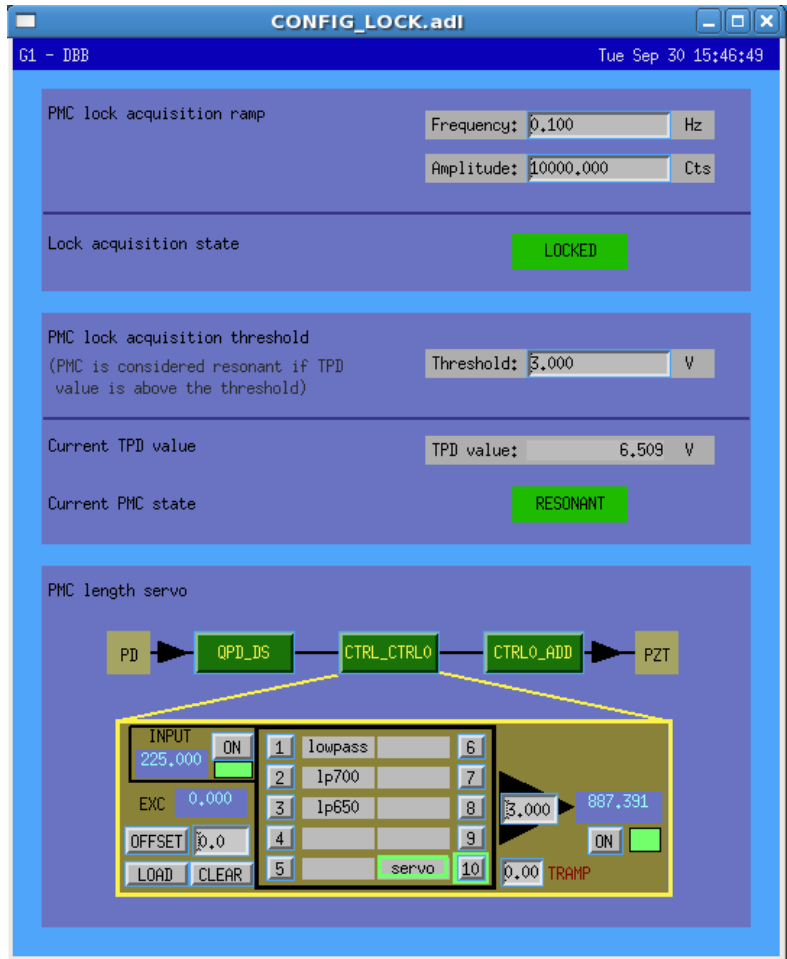 CONFIG_LOCK.adl
G1 - DBB Tue Sep 30 15:46:49
PMC lock acquisition ramp
Frequency: 0.100 Hz
Amplitude: 10000.000 Cts
Lock acquisition state LOCKED
PMC lock acquisition threshold
(PMC is considered resonant if TPD
value is above the threshold)
Threshold: 3.000 V
Current TPD value TPD value: 6.509 V
Current PMC state RESONANT
PMC length servo
PD QPD_DS CTRL_CTRL0 CTRL0_ADD PZT
INPUT
225.000 ON
EXC 0.000
OFFSET 0.0
LOAD CLEAR
1 lowpass 6
2 lp700 7
3 lp650 8
4 9
5 servo 10
3.000 887.391
ON
0.00 TRAMP